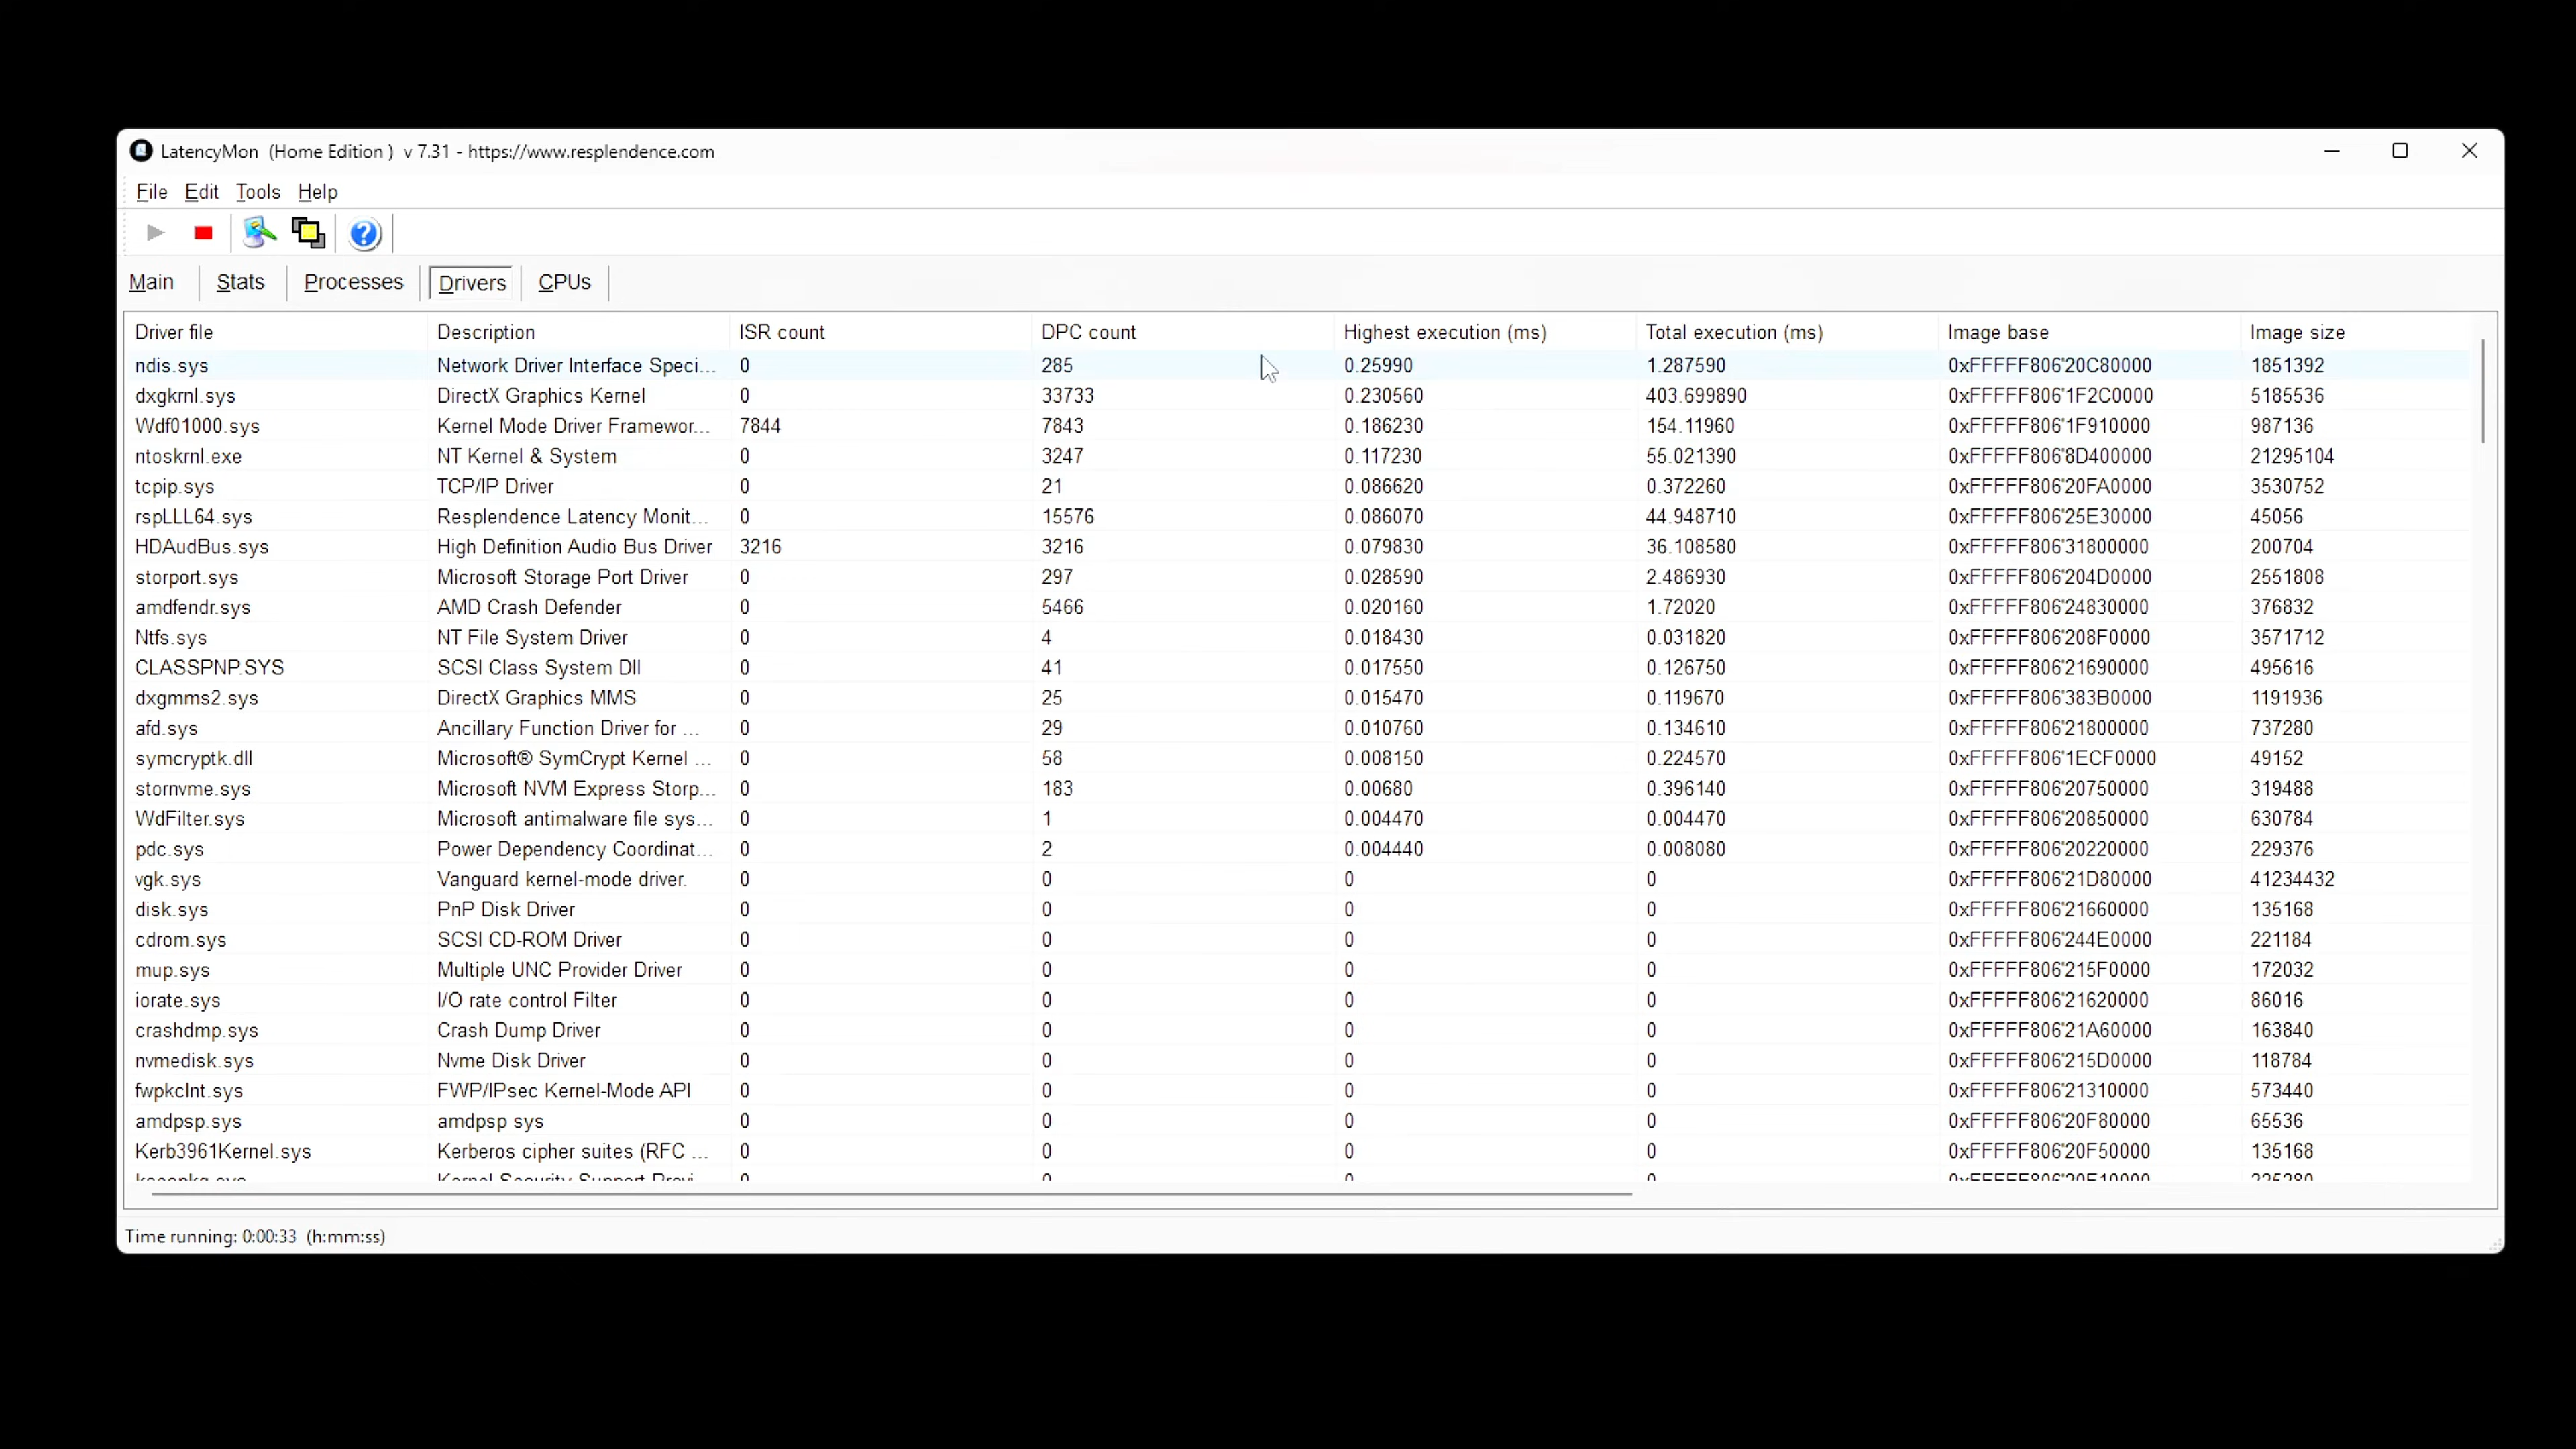 LatencyMon (Home Edition ) v 7.31 - https://www.resplendence.com
File Edit Tools Help
Main Stats Processes Drivers CPUs
Driver file Description ISR count DPC count Highest execution (ms) Total execution (ms) Image base Image size
ndis.sys Network Driver Interface Speci... 0 285 0.25990 1.287590 0xFFFFF806'20C80000 1851392
dxgkrnl.sys DirectX Graphics Kernel 0 33733 0.230560 403.699890 0xFFFFF806'1F2C0000 5185536
Wdf01000.sys Kernel Mode Driver Framewor... 7844 7843 0.186230 154.11960 0xFFFFF806'1F910000 987136
ntoskrnl.exe NT Kernel & System 0 3247 0.117230 55.021390 0xFFFFF806'8D400000 21295104
tcpip.sys TCP/IP Driver 0 21 0.086620 0.372260 0xFFFFF806'20FA0000 3530752
rspLLL64.sys Resplendence Latency Monit... 0 15576 0.086070 44.948710 0xFFFFF806'25E30000 45056
HDAudBus.sys High Definition Audio Bus Driver 3216 3216 0.079830 36.108580 0xFFFFF806'31800000 200704
storport.sys Microsoft Storage Port Driver 0 297 0.028590 2.486930 0xFFFFF806'204D0000 2551808
amdfendr.sys AMD Crash Defender 0 5466 0.020160 1.72020 0xFFFFF806'24830000 376832
Ntfs.sys NT File System Driver 0 4 0.018430 0.031820 0xFFFFF806'208F0000 3571712
CLASSPNP.SYS SCSI Class System Dll 0 41 0.017550 0.126750 0xFFFFF806'21690000 495616
dxgmms2.sys DirectX Graphics MMS 0 25 0.015470 0.119670 0xFFFFF806'383B0000 1191936
afd.sys Ancillary Function Driver for ... 0 29 0.010760 0.134610 0xFFFFF806'21800000 737280
symcryptk.dll Microsoft® SymCrypt Kernel ... 0 58 0.008150 0.224570 0xFFFFF806'1ECF0000 49152
stornvme.sys Microsoft NVM Express Storp... 0 183 0.00680 0.396140 0xFFFFF806'20750000 319488
WdFilter.sys Microsoft antimalware file sys... 0 1 0.004470 0.004470 0xFFFFF806'20850000 630784
pdc.sys Power Dependency Coordinat... 0 2 0.004440 0.008080 0xFFFFF806'20220000 229376
vgk.sys Vanguard kernel-mode driver. 0 0 0 0 0xFFFFF806'21D80000 41234432
disk.sys PnP Disk Driver 0 0 0 0 0xFFFFF806'21660000 135168
cdrom.sys SCSI CD-ROM Driver 0 0 0 0 0xFFFFF806'244E0000 221184
mup.sys Multiple UNC Provider Driver 0 0 0 0 0xFFFFF806'215F0000 172032
iorate.sys I/O rate control Filter 0 0 0 0 0xFFFFF806'21620000 86016
crashdmp.sys Crash Dump Driver 0 0 0 0 0xFFFFF806'21A60000 163840
nvmedisk.sys Nvme Disk Driver 0 0 0 0 0xFFFFF806'215D0000 118784
fwpkclnt.sys FWP/IPsec Kernel-Mode API 0 0 0 0 0xFFFFF806'21310000 573440
amdpsp.sys amdpsp sys 0 0 0 0 0xFFFFF806'20F80000 65536
Kerb3961Kernel.sys Kerberos cipher suites (RFC ... 0 0 0 0 0xFFFFF806'20F50000 135168
Time running: 0:00:33 (h:mm:ss)